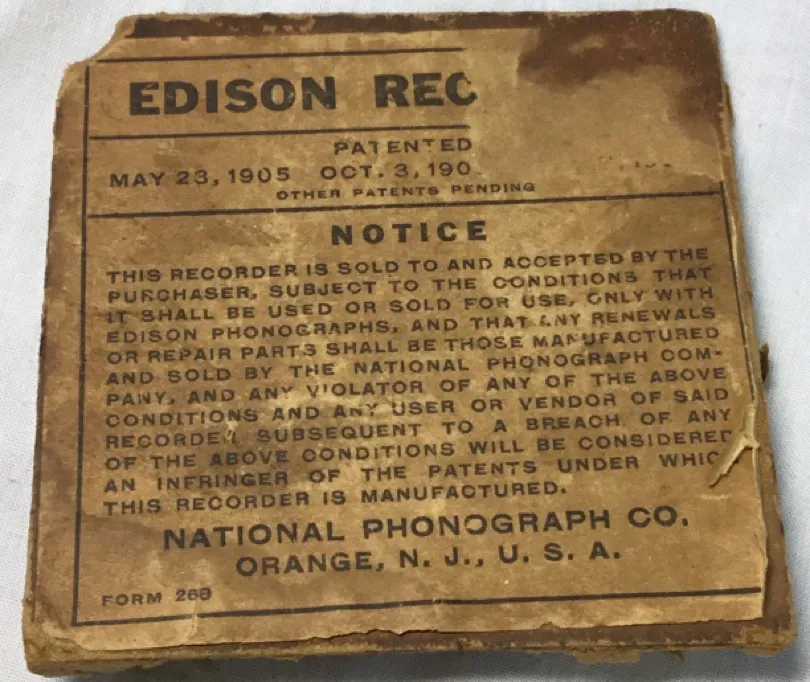 EDISON REC
PATENTED
MAY 23, 1905 OCT. 3, 190
OTHER PATENTS PENDING
NOTICE
THIS RECORDER IS SOLD TO AND ACCEPTED BY THE
PURCHASER, SUBJECT TO THE CONDITIONS THAT
IT SHALL BE USED OR SOLD FOR USE, ONLY WITH
EDISON PHONOGRAPHS, AND THAT ANY RENEWALS
OR REPAIR PARTS SHALL BE THOSE MANUFACTURED
AND SOLD BY THE NATIONAL PHONOGRAPH COM-
PANY, AND ANY VIOLATOR OF ANY OF THE ABOVE
CONDITIONS AND ANY USER OR VENDOR OF SAID
RECORDER SUBSEQUENT TO A BREACH OF ANY
OF THE ABOVE CONDITIONS WILL BE CONSIDERED
AN INFRINGER OF THE PATENTS UNDER WHIC
THIS RECORDER IS MANUFACTURED.
NATIONAL PHONOGRAPH CO.
ORANGE, N. J., U. S. A.
FORM